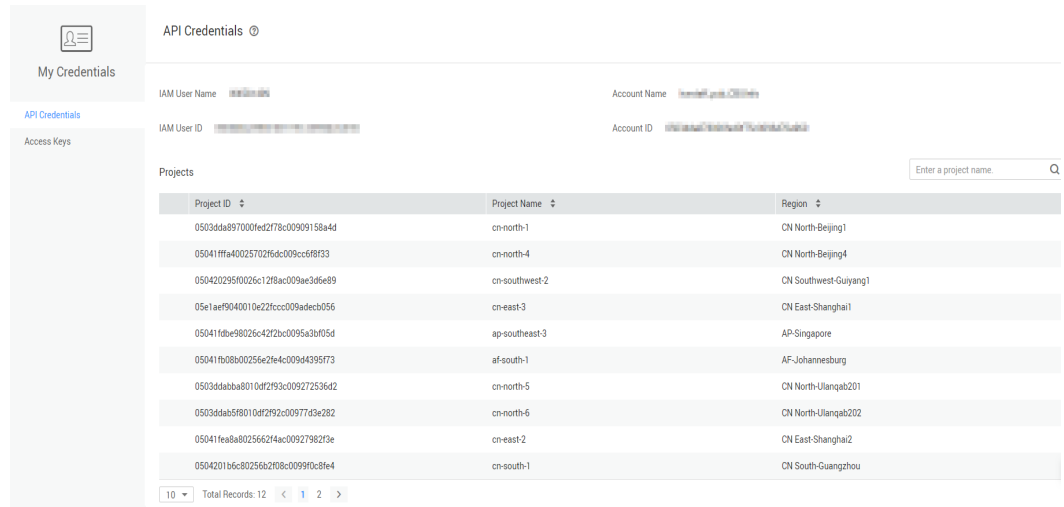 API Credentials
My Credentials
API Credentials
Access Keys
IAM User Name
Account Name
IAM User ID
Account ID
Projects
Enter a project name.
Project ID Project Name Region
0503dda897000fed2f78c00909158a4d cn-north-1 CN North-Beijing1
05041fffa40025702f6dc009cc6f8f33 cn-north-4 CN North-Beijing4
050420295f0026c12f8ac009ae3d6e89 cn-southwest-2 CN Southwest-Guiyang1
05e1aef9040010e22fccc009adecb056 cn-east-3 CN East-Shanghai1
05041fdbe98026c42f2bc0095a3bf05d ap-southeast-3 AP-Singapore
05041fb08b00256e2fe4c009d4395f73 af-south-1 AF-Johannesburg
0503ddabba8010df2f93c009272536d2 cn-north-5 CN North-Ulanqab201
0503ddab5f8010df2f92c00977d3e282 cn-north-6 CN North-Ulanqab202
05041fea8a8025662f4ac00927982f3e cn-east-2 CN East-Shanghai2
0504201b6c80256b2f08c0099f0c8fe4 cn-south-1 CN South-Guangzhou
10 Total Records: 12 < 1 2 >